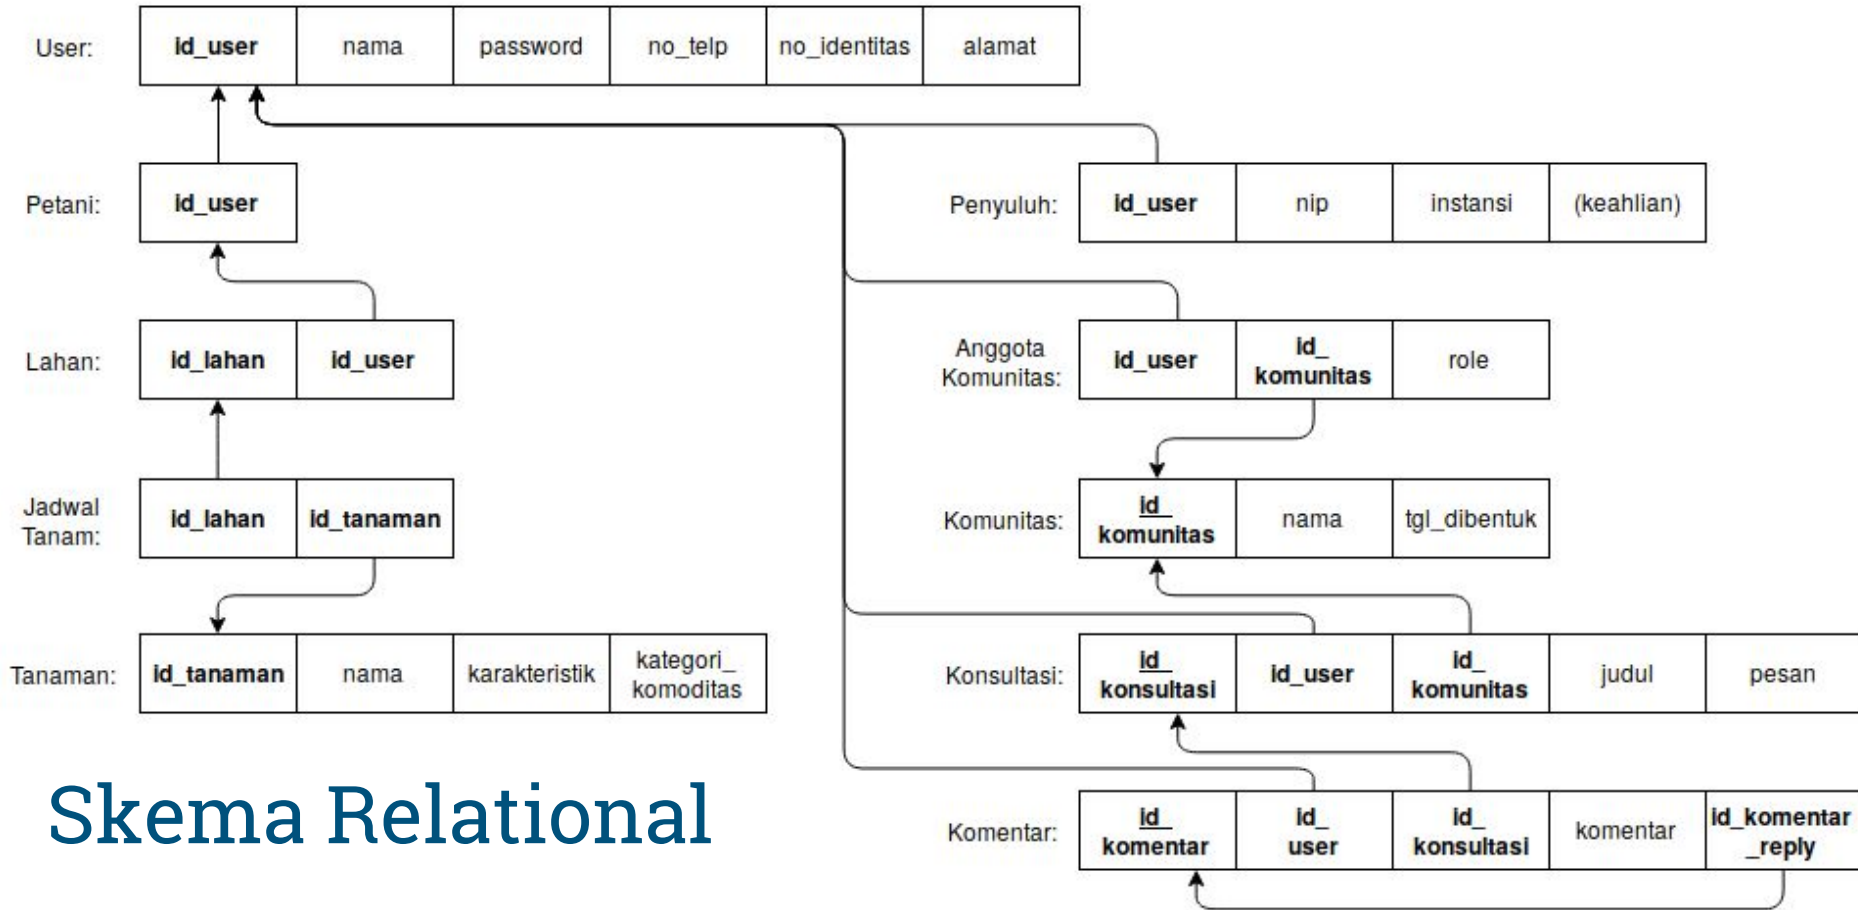 User:
id_user
nama
password
no_telp
no_identitas
alamat
Petani:
id_user
Penyuluh:
id_user
nip
instansi
(keahlian)
Lahan:
id_lahan
id_user
Anggota
Komunitas:
id_user
id_
komunitas
role
Jadwal
Tanam:
id_lahan
id_tanaman
Komunitas:
id_
komunitas
nama
tgl_dibentuk
Tanaman:
id_tanaman
nama
karakteristik
kategori_
komoditas
Konsultasi:
id_
konsultasi
id_user
id_
komunitas
judul
pesan
Skema Relational
Komentar:
id_
komentar
id_
user
id_
konsultasi
komentar
id_komentar
_reply